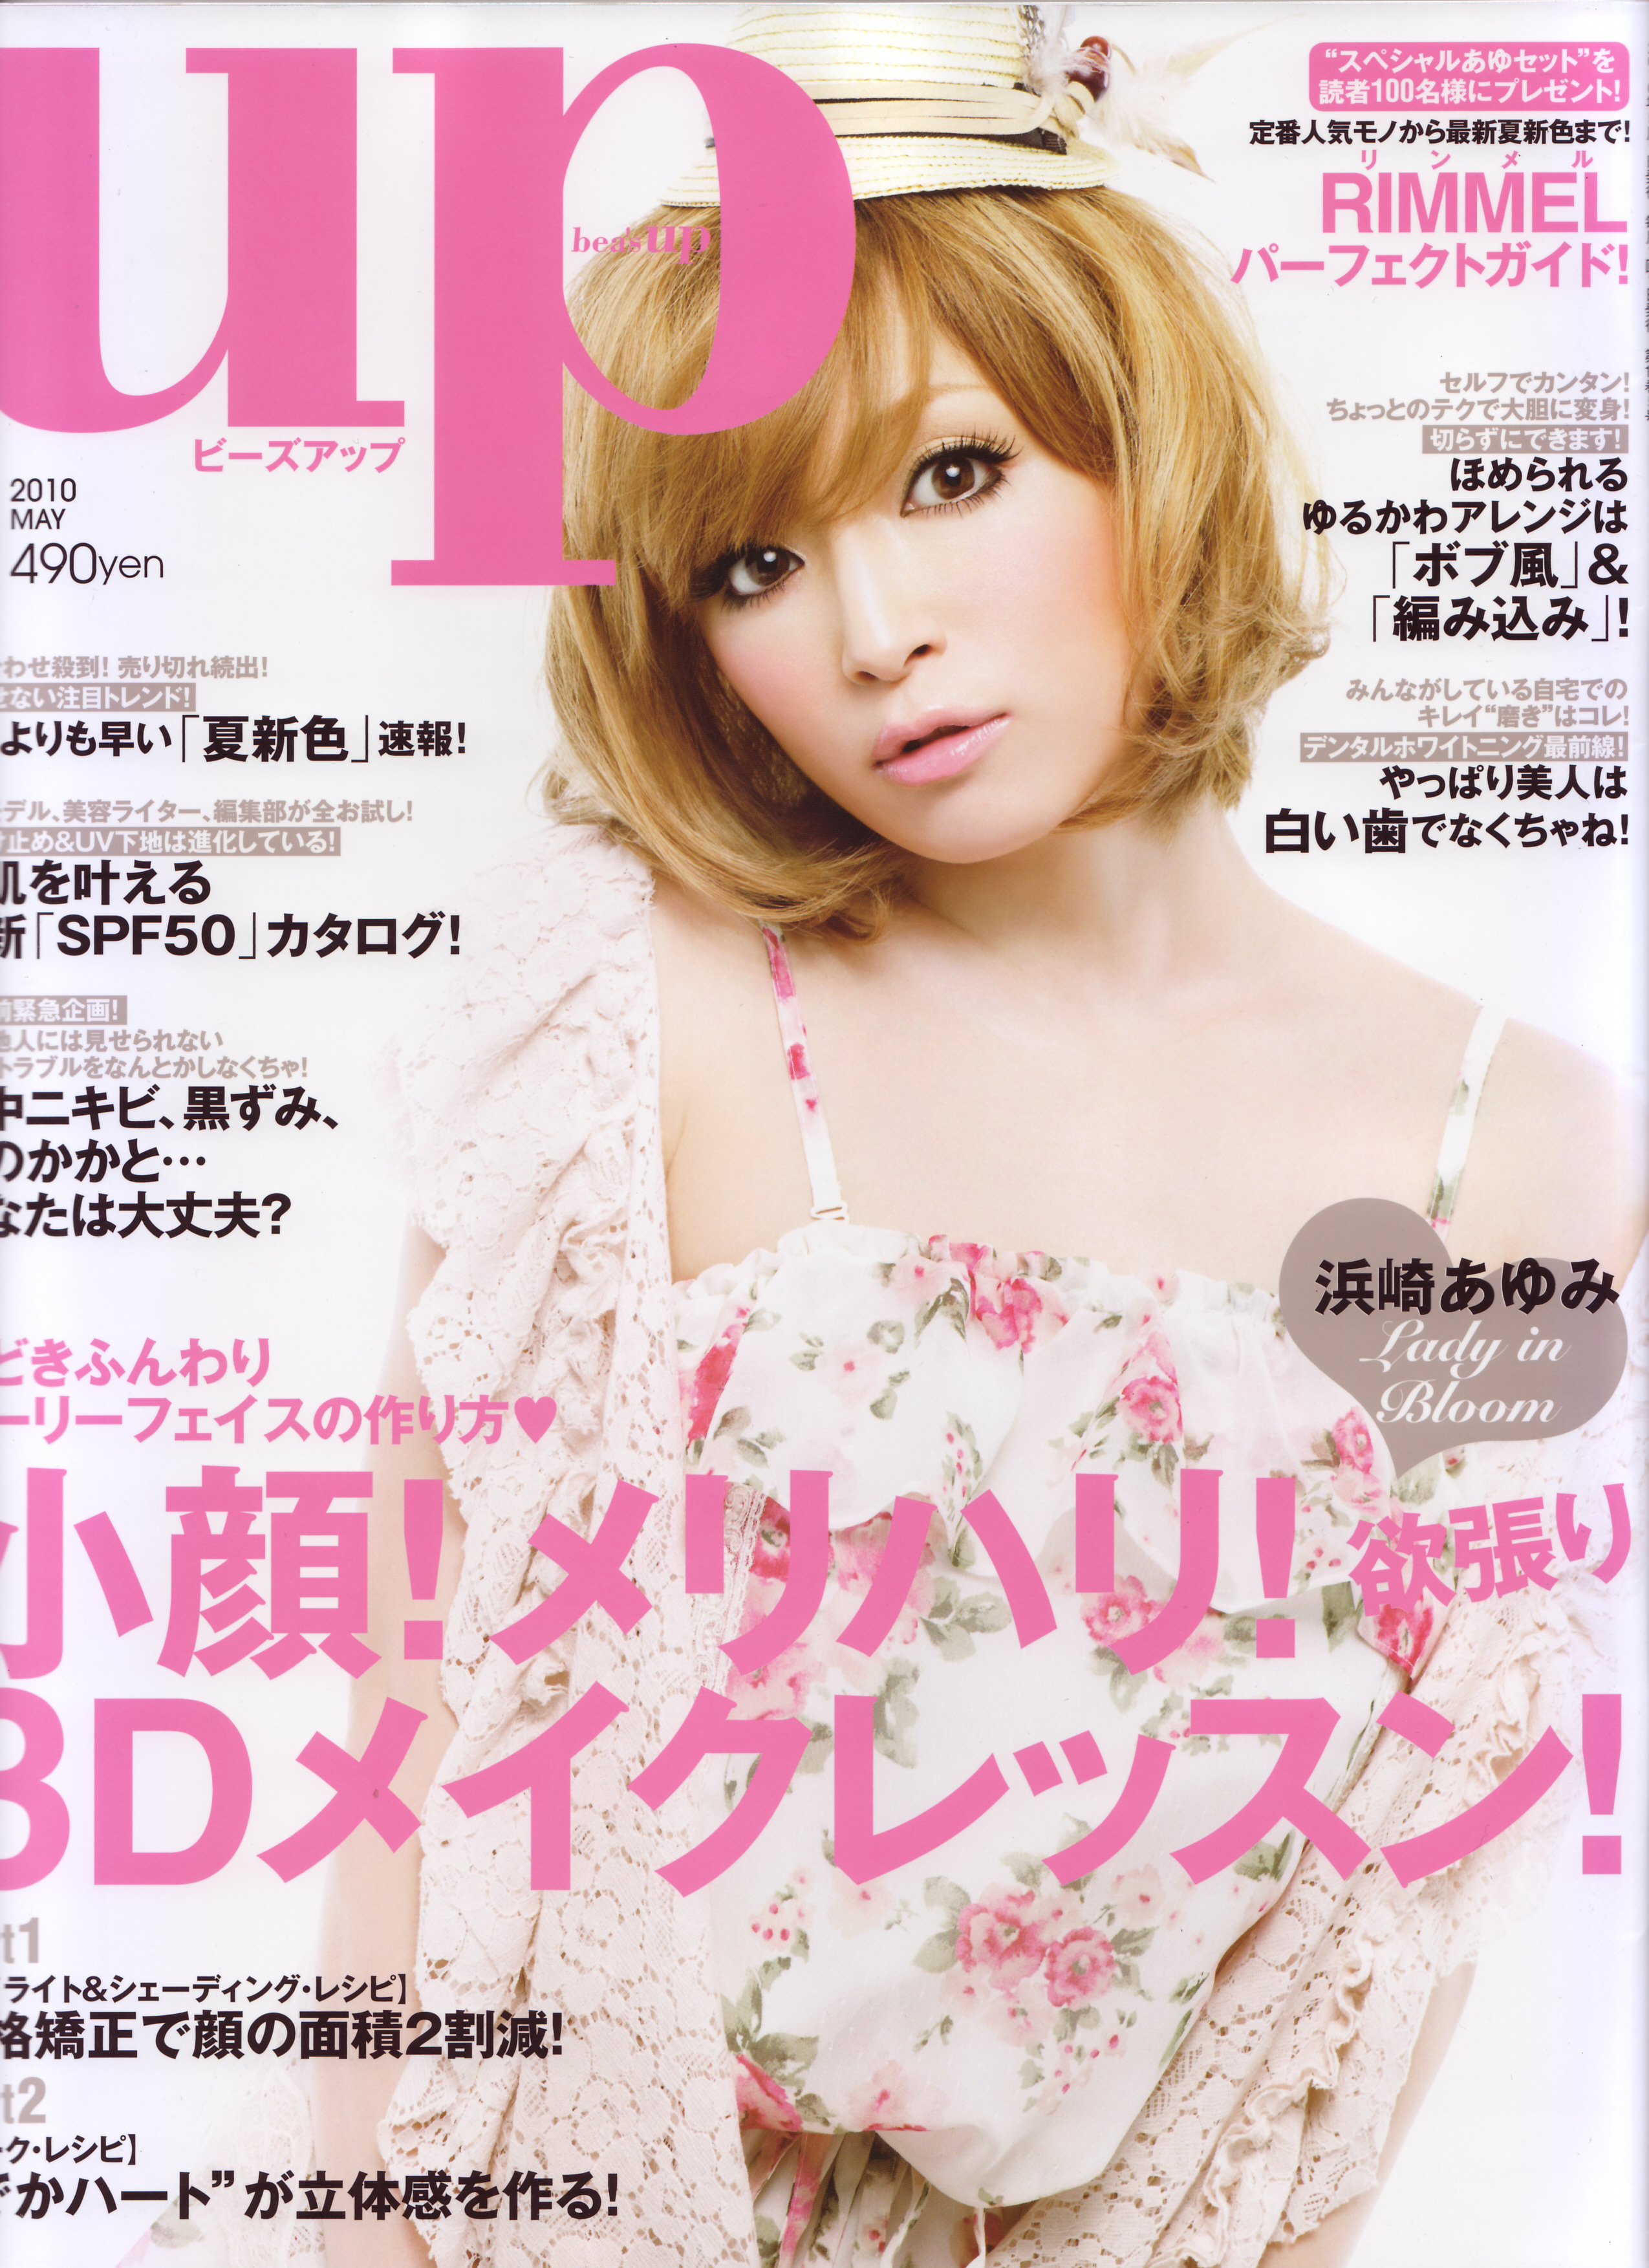 up
bea's up
ビーズアップ
2010
MAY
490yen
"スペシャルあゆセット"を
読者100名様にプレゼント!
定番人気モノから最新夏新色まで!
リンメル
RIMMEL
パーフェクトガイド!
セルフでカンタン!
ちょっとのテクで大胆に変身!
切らずにできます!
ほめられる
ゆるかわアレンジは
「ボブ風」&
「編み込み」!
みんながしている自宅での
キレイ"磨き"はコレ!
デンタルホワイトニング最前線!
やっぱり美人は
白い歯でなくちゃね!
わせ殺到! 売り切れ続出!
せない注目トレンド!
よりも早い「夏新色」速報!
デル、美容ライター、編集部が全お試し!
け止め&UV下地は進化している!
肌を叶える
新「SPF50」カタログ!
前緊急企画!
他人には見せられない
トラブルをなんとかしなくちゃ!
中ニキビ、黒ずみ、
のかかと…
なたは大丈夫?
浜崎あゆみ
Lady in
Bloom
どきふんわり
ーリーフェイスの作り方♥
小顔!メリハリ!欲張り
3Dメイクレッスン!
t1
ライト&シェーディング・レシピ】
格矯正で顔の面積2割減!
t2
ーク・レシピ】
でかハート"が立体感を作る!